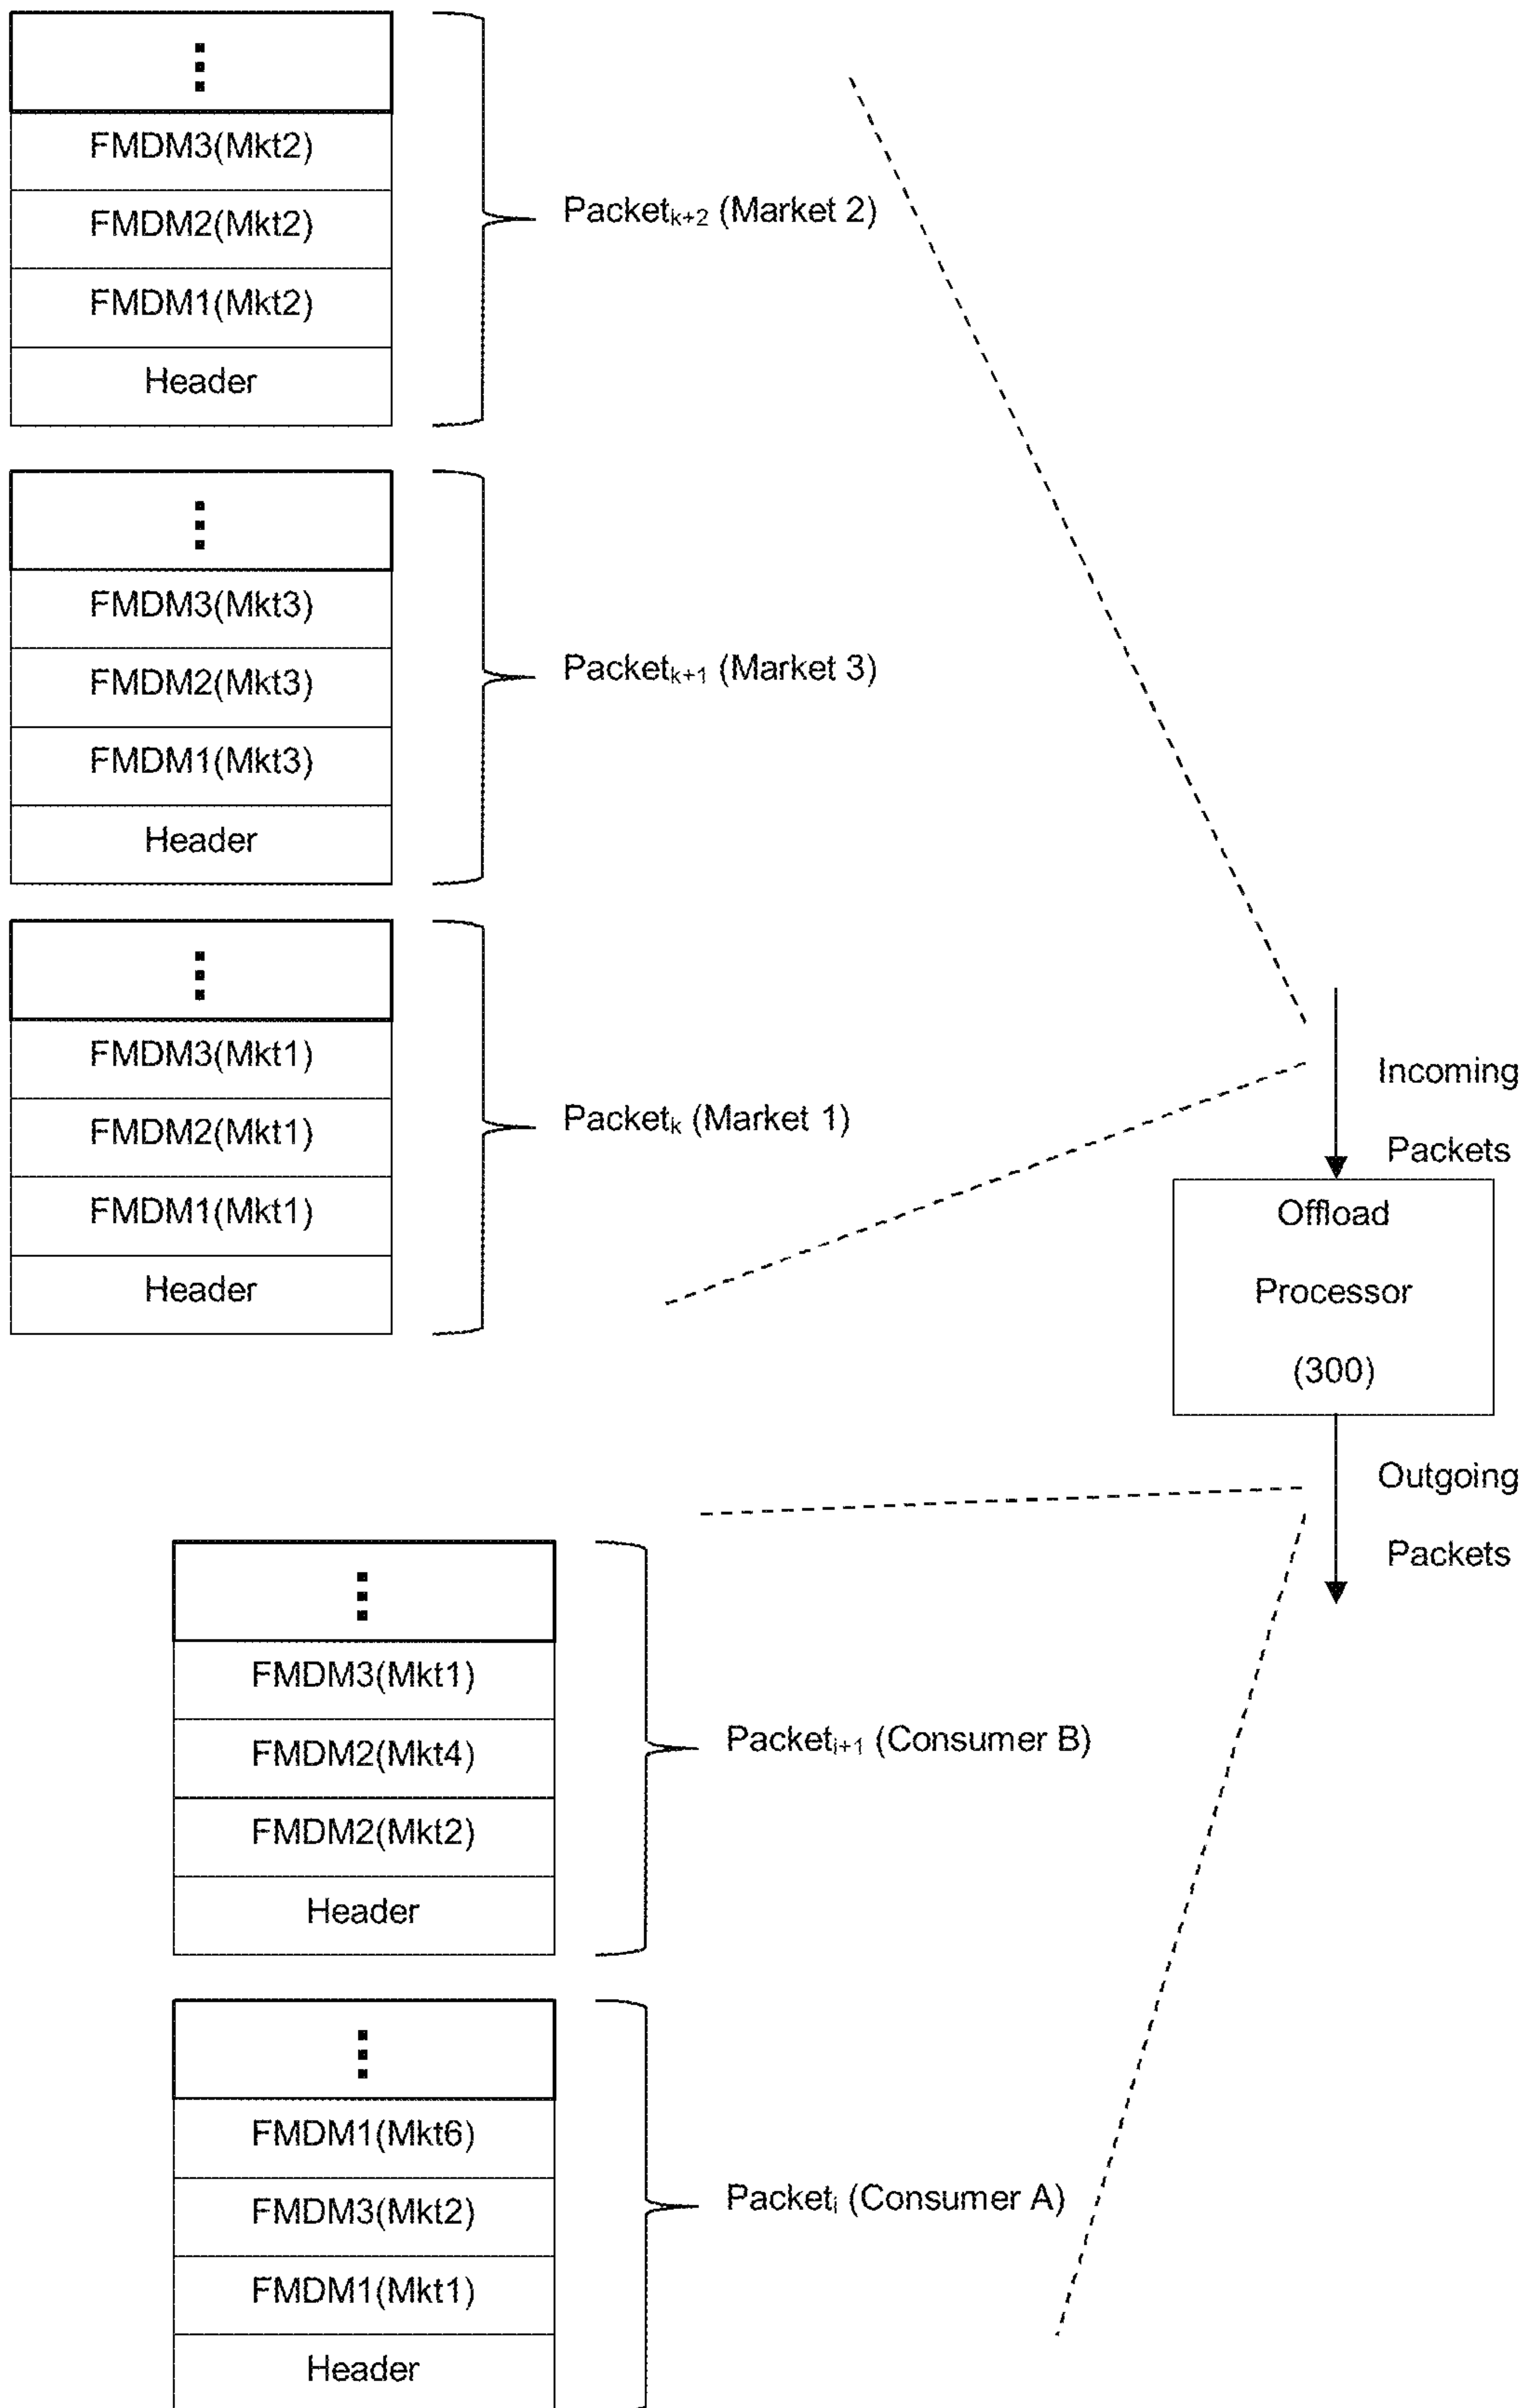 FMDM3(Mkt2)
FMDM2(Mkt2)
FMDM1(Mkt2)
Header
Packetk+2 (Market 2)
FMDM3(Mkt3)
FMDM2(Mkt3)
FMDM1(Mkt3)
Header
Packetk+1 (Market 3)
FMDM3(Mkt1)
FMDM2(Mkt1)
FMDM1(Mkt1)
Header
Packetk (Market 1)
Incoming
Packets
Offload
Processor
(300)
Outgoing
Packets
FMDM3(Mkt1)
FMDM2(Mkt4)
FMDM2(Mkt2)
Header
Packeti+1 (Consumer B)
FMDM1(Mkt6)
FMDM3(Mkt2)
FMDM1(Mkt1)
Header
Packeti (Consumer A)